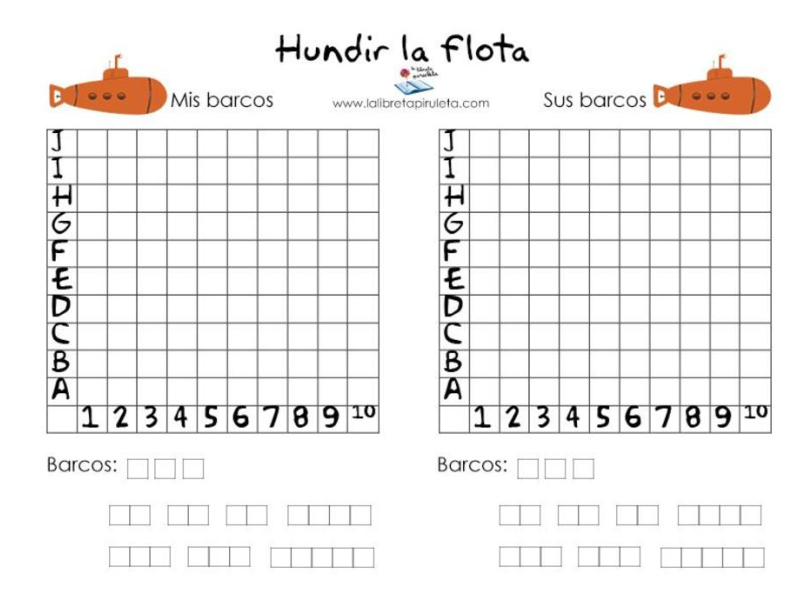 Hundir la flota
la libreta piruleta
Mis barcos
www.lalibretapiruleta.com
Sus barcos
J
I
H
G
F
E
D
C
B
A
1 2 3 4 5 6 7 8 9 10
J
I
H
G
F
E
D
C
B
A
1 2 3 4 5 6 7 8 9 10
Barcos:
Barcos: